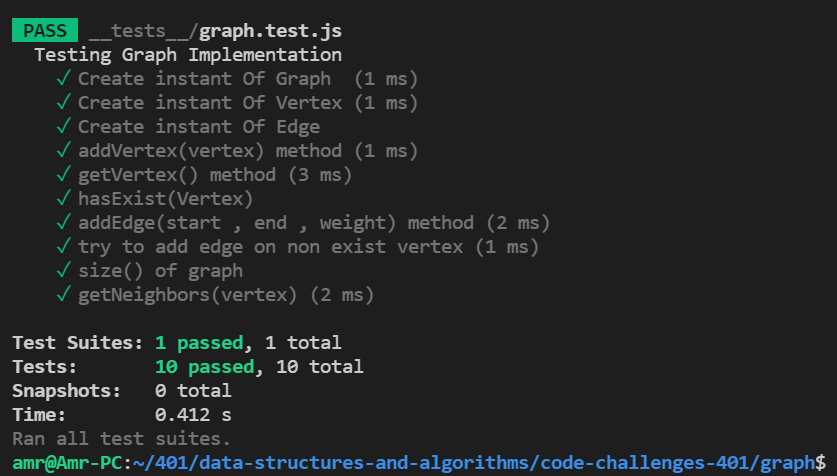 PASS __tests__/graph.test.js
Testing Graph Implementation
✓ Create instant Of Graph (1 ms)
✓ Create instant Of Vertex (1 ms)
✓ Create instant Of Edge
✓ addVertex(vertex) method (1 ms)
✓ getVertex() method (3 ms)
✓ hasExist(Vertex)
✓ addEdge(start , end , weight) method (2 ms)
✓ try to add edge on non exist vertex (1 ms)
✓ size() of graph
✓ getNeighbors(vertex) (2 ms)
Test Suites: 1 passed, 1 total
Tests: 10 passed, 10 total
Snapshots: 0 total
Time: 0.412 s
Ran all test suites.
amr@Amr-PC:~/401/data-structures-and-algorithms/code-challenges-401/graph$